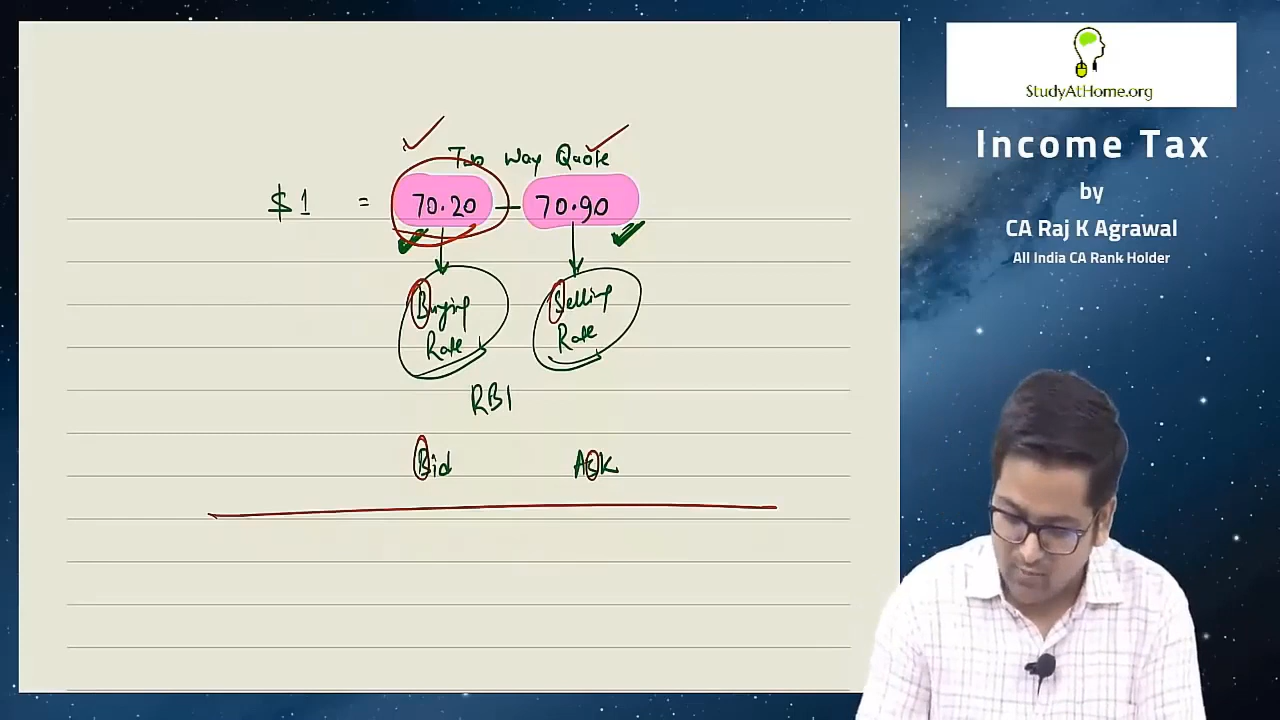 Two Way Quote
$ 1 = 70.20 — 70.90
Buying Selling
Rate Rate
RBI
Bid Ask
StudyAtHome.org
Income Tax
by
CA Raj K Agrawal
All India CA Rank Holder